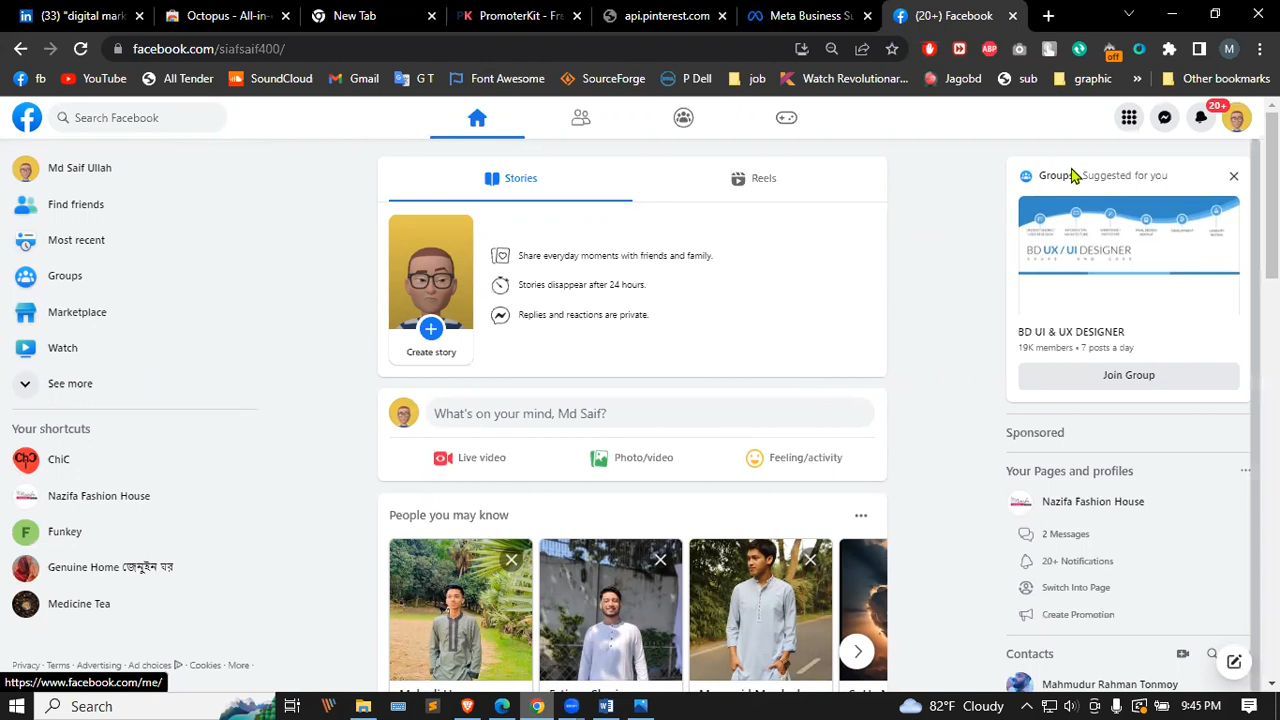 (33) "digital mark
Octopus - All-in-
New Tab
PromoterKit - Fre
api.pinterest.com
Meta Business Su
(20+) Facebook
facebook.com/siafsaif400/
fb
YouTube
All Tender
SoundCloud
Gmail
GT
Font Awesome
SourceForge
P Dell
job
Watch Revolutionar...
Jagobd
sub
graphic
Other bookmarks
off
M
Search Facebook
20+
Md Saif Ullah
Find friends
Most recent
Groups
Marketplace
Watch
See more
Your shortcuts
ChiC
Nazifa Fashion House
Funkey
Genuine Home জেনুইন ঘর
Medicine Tea
Privacy · Terms · Advertising · Ad choices · Cookies · More ·
https://www.facebook.com/me/
Stories
Reels
Share everyday moments with friends and family.
Stories disappear after 24 hours.
Replies and reactions are private.
Create story
What's on your mind, Md Saif?
Live video
Photo/video
Feeling/activity
People you may know
Groups Suggested for you
BD UX / UI DESIGNER
BD UI & UX DESIGNER
19K members • 7 posts a day
Join Group
Sponsored
Your Pages and profiles
Nazifa Fashion House
2 Messages
20+ Notifications
Switch Into Page
Create Promotion
Contacts
Mahmudur Rahman Tonmoy
Search
82°F Cloudy
9:45 PM